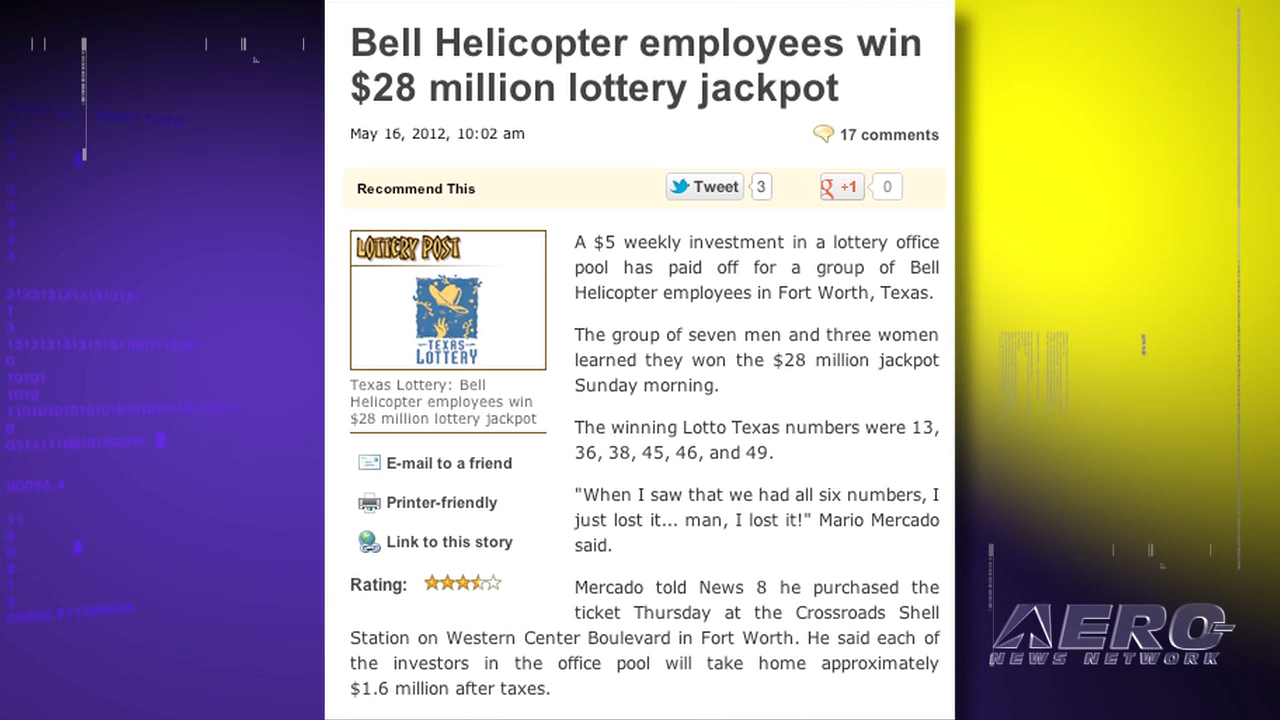 Bell Helicopter employees win
$28 million lottery jackpot
May 16, 2012, 10:02 am
17 comments
Recommend This
Tweet
3
g +1
0
LOTTERY POST
TEXAS
LOTTERY
Texas Lottery: Bell
Helicopter employees win
$28 million lottery jackpot
E-mail to a friend
Printer-friendly
Link to this story
Rating:
A $5 weekly investment in a lottery office
pool has paid off for a group of Bell
Helicopter employees in Fort Worth, Texas.
The group of seven men and three women
learned they won the $28 million jackpot
Sunday morning.
The winning Lotto Texas numbers were 13,
36, 38, 45, 46, and 49.
"When I saw that we had all six numbers, I
just lost it... man, I lost it!" Mario Mercado
said.
Mercado told News 8 he purchased the
ticket Thursday at the Crossroads Shell
Station on Western Center Boulevard in Fort Worth. He said each of
the investors in the office pool will take home approximately
$1.6 million after taxes.
AERO
NEWS NETWORK